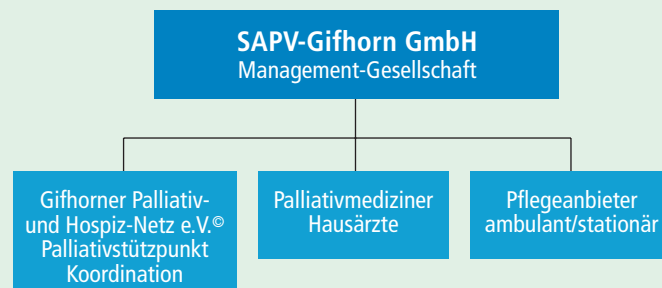 SAPV-Gifhorn GmbH
Management-Gesellschaft
Gifhorner Palliativ-
und Hospiz-Netz e.V.©
Palliativstützpunkt
Koordination
Palliativmediziner
Hausärzte
Pflegeanbieter
ambulant/stationär